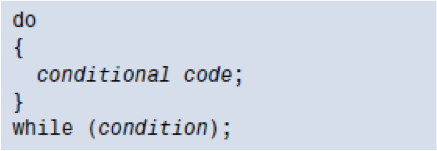 do
{
  conditional code;
}
while (condition);